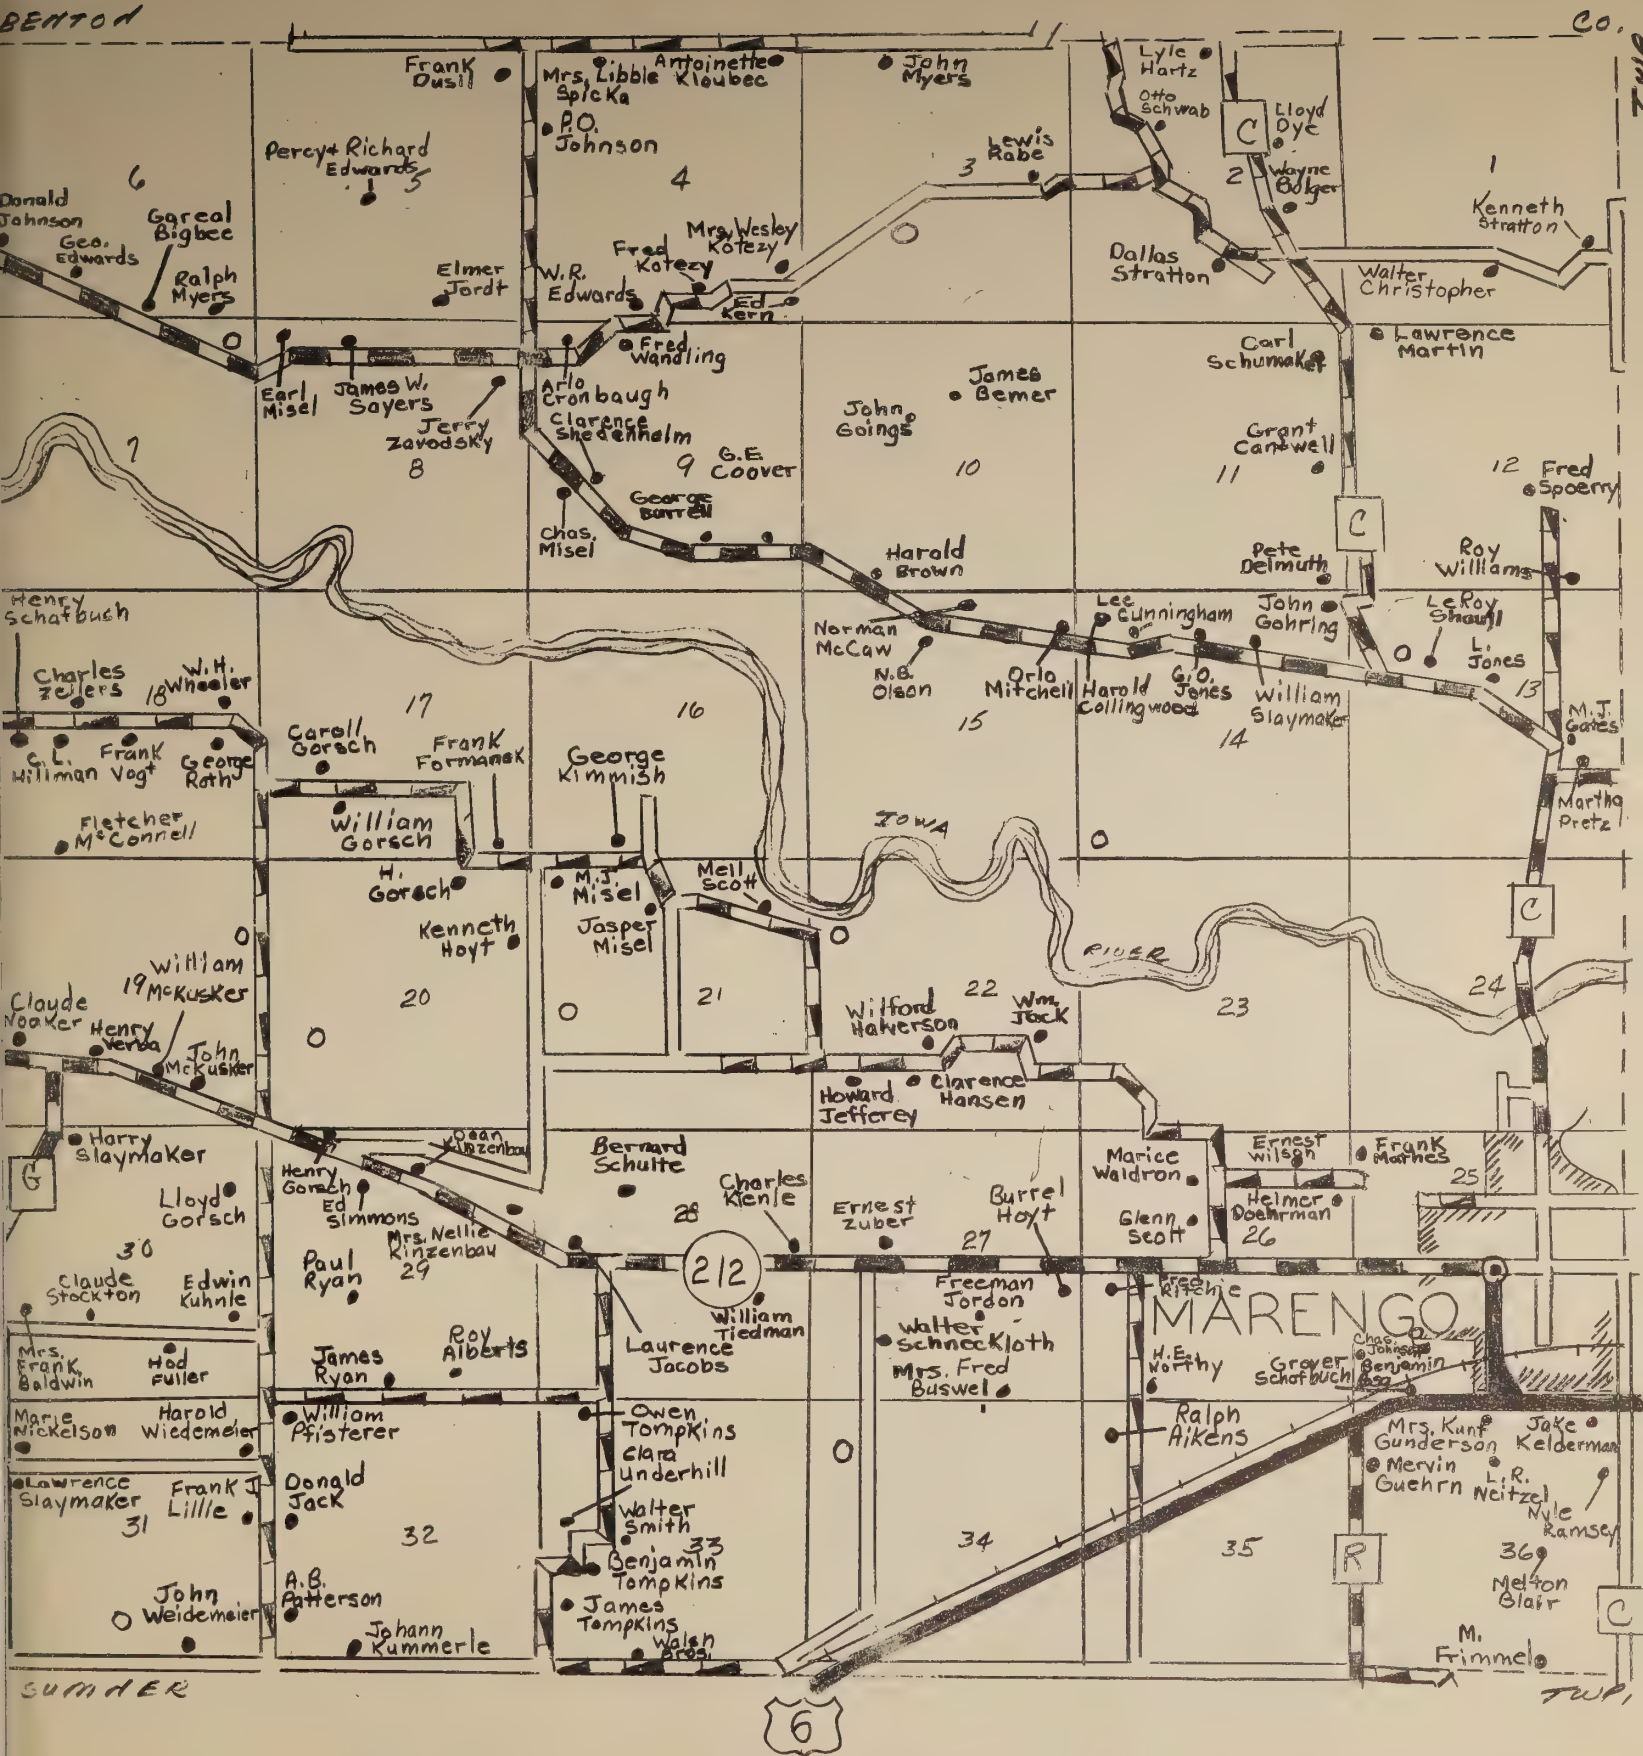 BENTON
CO.
Frank
Dusil
Mrs. Libble
Spicka
Antoinette
Kloubec
John
Myers
Lyle
Hartz
Otto
Schwab
C
Lloyd
Dye
P.O.
Johnson
Percy + Richard
Edwards
6
5
4
Lewis
Rabe
3
2
Wayne
Bolger
1
Kenneth
Stratton
Donald
Johnson
Geo.
Edwards
Gareal
Bigbee
Ralph
Myers
Elmer
Jordt
W.R.
Edwards
Fred
Kotezy
Mrs. Wesley
Kotezy
Ed
Kern
Dallas
Stratton
Walter
Christopher
Earl
Misel
James W.
Sayers
Jerry
Zavodsky
Arlo
Cronbaugh
Clarence
Shedenhelm
Fred
Wandling
James
Bemer
John
Goings
Carl
Schumaker
Lawrence
Martin
Grant
Cantwell
7
8
9
G.E.
Coover
10
11
12
Fred
Spoerry
Chas.
Misel
George
Barrell
Harold
Brown
C
Pete
Delmuth
Roy
Williams
Henry
Schafbuch
Norman
McCaw
N.B.
Olson
Lee
Cunningham
John
Gohring
LeRoy
Shaull
L.
Jones
Charles
Zellers
18
W.H.
Wheeler
17
16
15
Orlo
Mitchell
Harold
Collingwood
G.O.
Jones
William
Slaymaker
14
13
M.J.
Gates
C.L.
Hillman
Frank
Vogt
George
Roth
Caroll
Gorsch
Frank
Formanek
George
Kimmish
Martha
Pretz
Fletcher
McConnell
William
Gorsch
IOWA
H.
Gorsch
M.J.
Misel
Mell
Scott
Kenneth
Hoyt
Jasper
Misel
C
RIVER
William
McKusker
19
20
21
22
23
24
Claude
Noaker
Henry
Verba
John
McKusker
Wilford
Halverson
Wm.
Jack
Howard
Jefferey
Clarence
Hansen
Harry
Slaymaker
G
Lloyd
Gorsch
Henry
Gorsch
Ed
Simmons
Dean
Kinzenbau
Mrs. Nellie
Kinzenbau
Bernard
Schulte
Charles
Kienle
28
Ernest
Zuber
Burrel
Hoyt
27
Marice
Waldron
Glenn
Scott
Ernest
Wilson
Frank
Marnes
Helmer
Doehrman
26
25
30
29
212
Claude
Stockton
Edwin
Kuhnle
Paul
Ryan
William
Tiedman
Freeman
Jordon
Fred
Ritchie
MARENGO
Mrs.
Frank
Baldwin
Hod
Fuller
James
Ryan
Roy
Alberts
Laurence
Jacobs
Walter
Schneckloth
Mrs. Fred
Buswel
H.E.
Worthy
Grover
Schafbuch
Chas.
Johnson
Benjamin
Marie
Nickelson
Harold
Wiedemeier
William
Pfisterer
Owen
Tompkins
Clara
Underhill
Ralph
Aikens
Mrs. Kunf
Gunderson
Jake
Kelderman
Mervin
Guehrn
L.R.
Neitzel
Nyle
Ramsey
Lawrence
Slaymaker
31
Frank J.
Lillie
Donald
Jack
32
Walter
Smith
33
Benjamin
Tompkins
34
35
R
36
Melton
Blair
C
John
Weidemeier
A.B.
Patterson
Johann
Kummerle
James
Tompkins
Walsh
Bros.
M.
Frimmel
SUMNER
TWP.
6